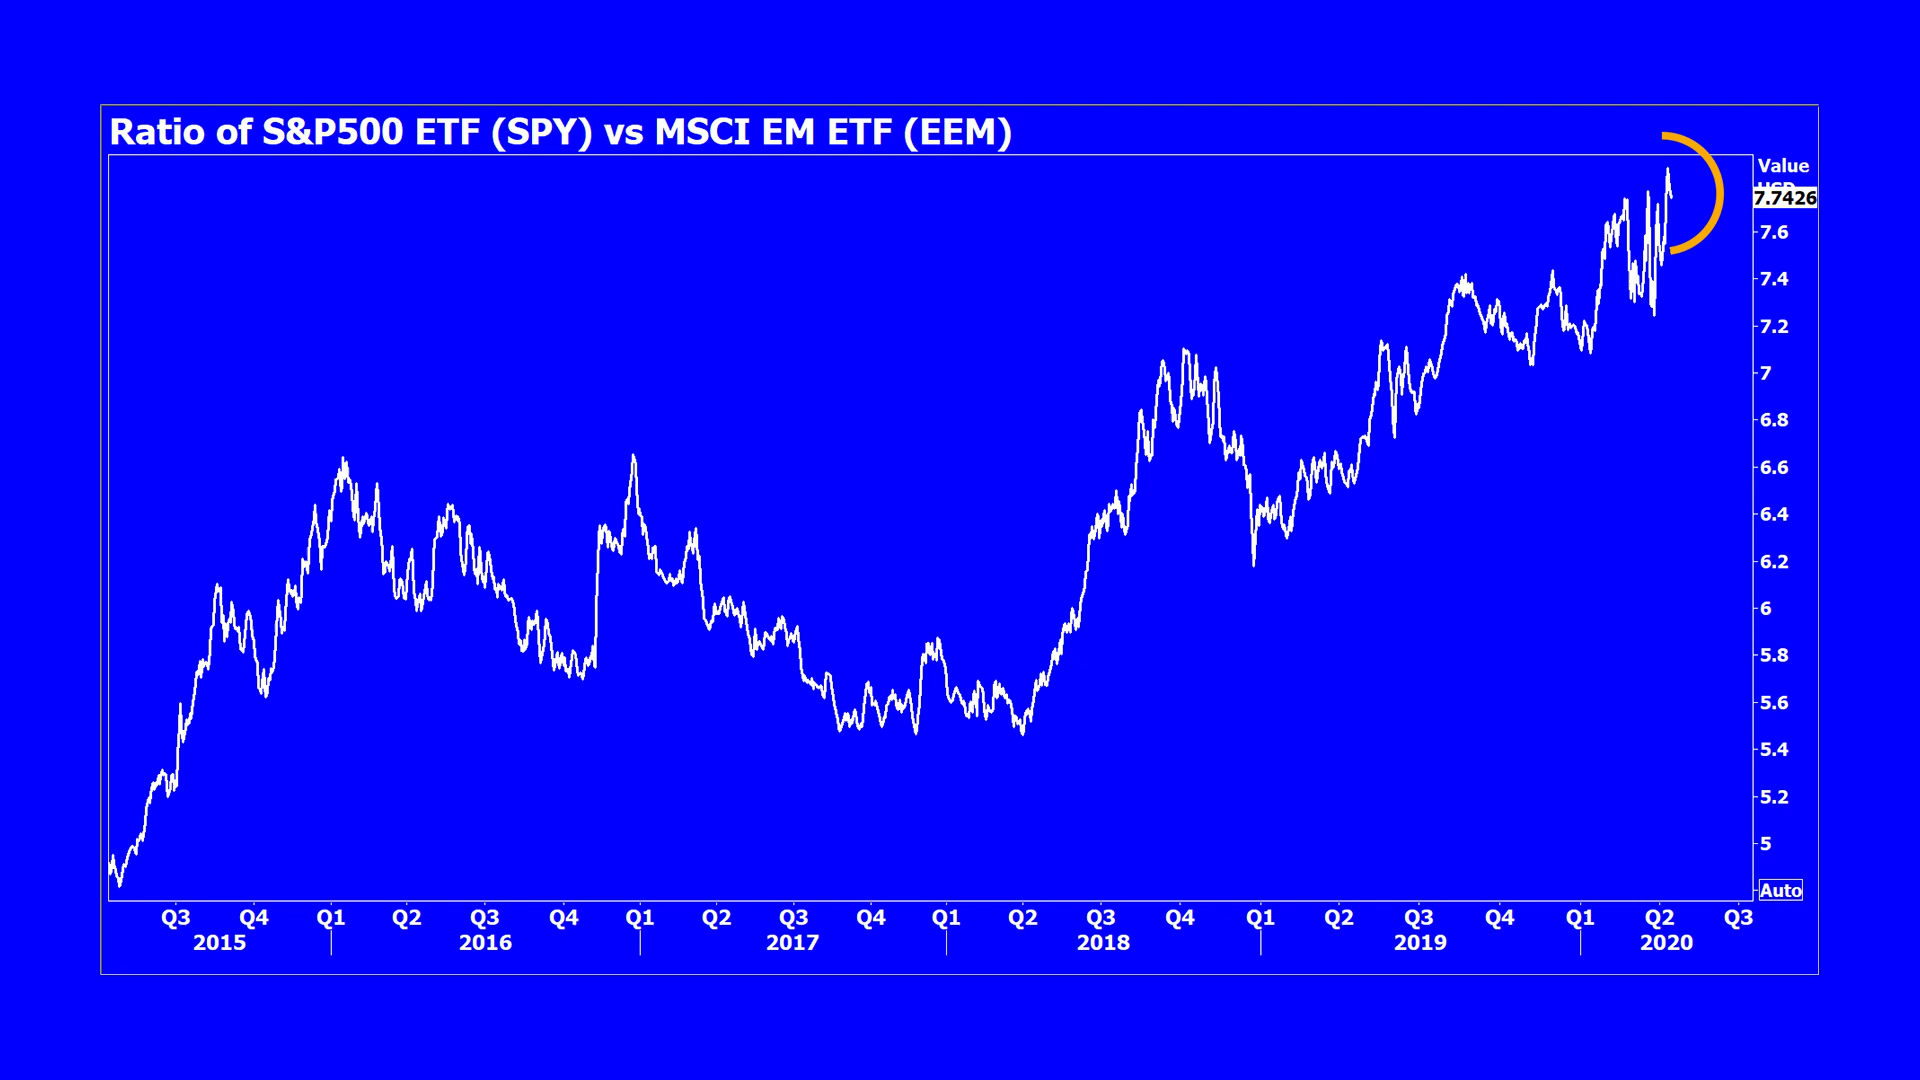 Ratio of S&P500 ETF (SPY) vs MSCI EM ETF (EEM)
Value
USD
7.7426
7.6
7.4
7.2
7
6.8
6.6
6.4
6.2
6
5.8
5.6
5.4
5.2
5
Auto
Q3 Q4 Q1 Q2 Q3 Q4 Q1 Q2 Q3 Q4 Q1 Q2 Q3 Q4 Q1 Q2 Q3 Q4 Q1 Q2 Q3
2015 2016 2017 2018 2019 2020